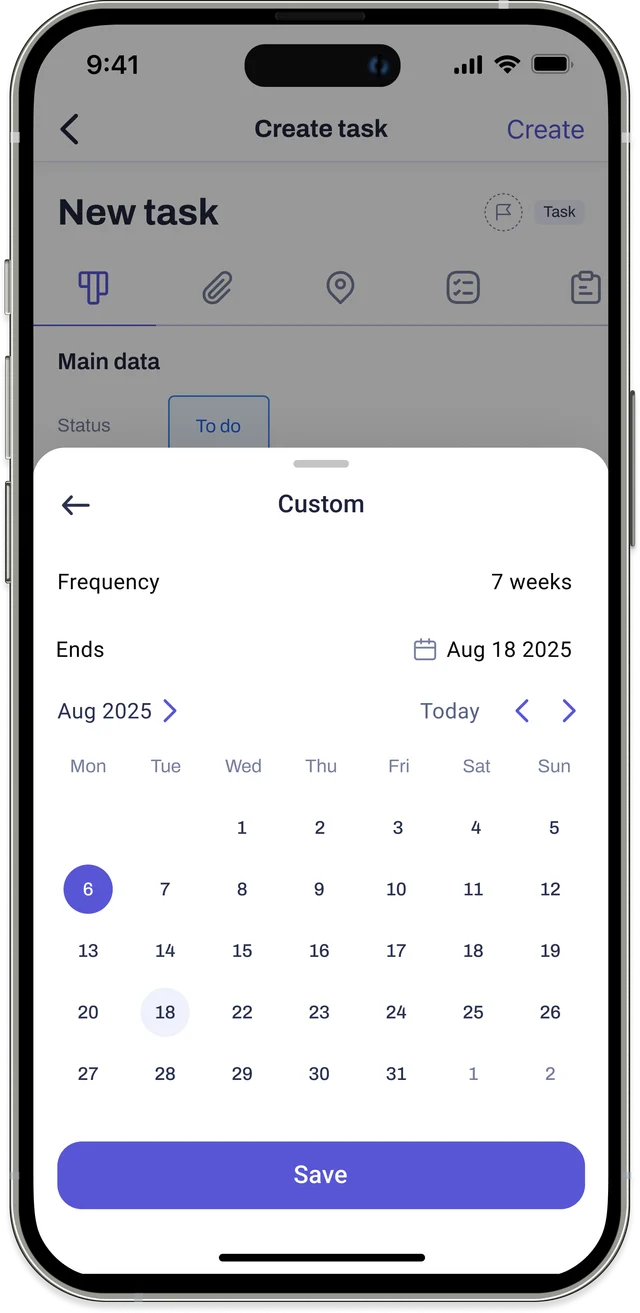 9:41
Create task Create
New task Task
Main data
Status To do
Custom
Frequency 7 weeks
Ends Aug 18 2025
Aug 2025 Today
Mon Tue Wed Thu Fri Sat Sun
1 2 3 4 5
6 7 8 9 10 11 12
13 14 15 16 17 18 19
20 18 22 23 24 25 26
27 28 29 30 31 1 2
Save